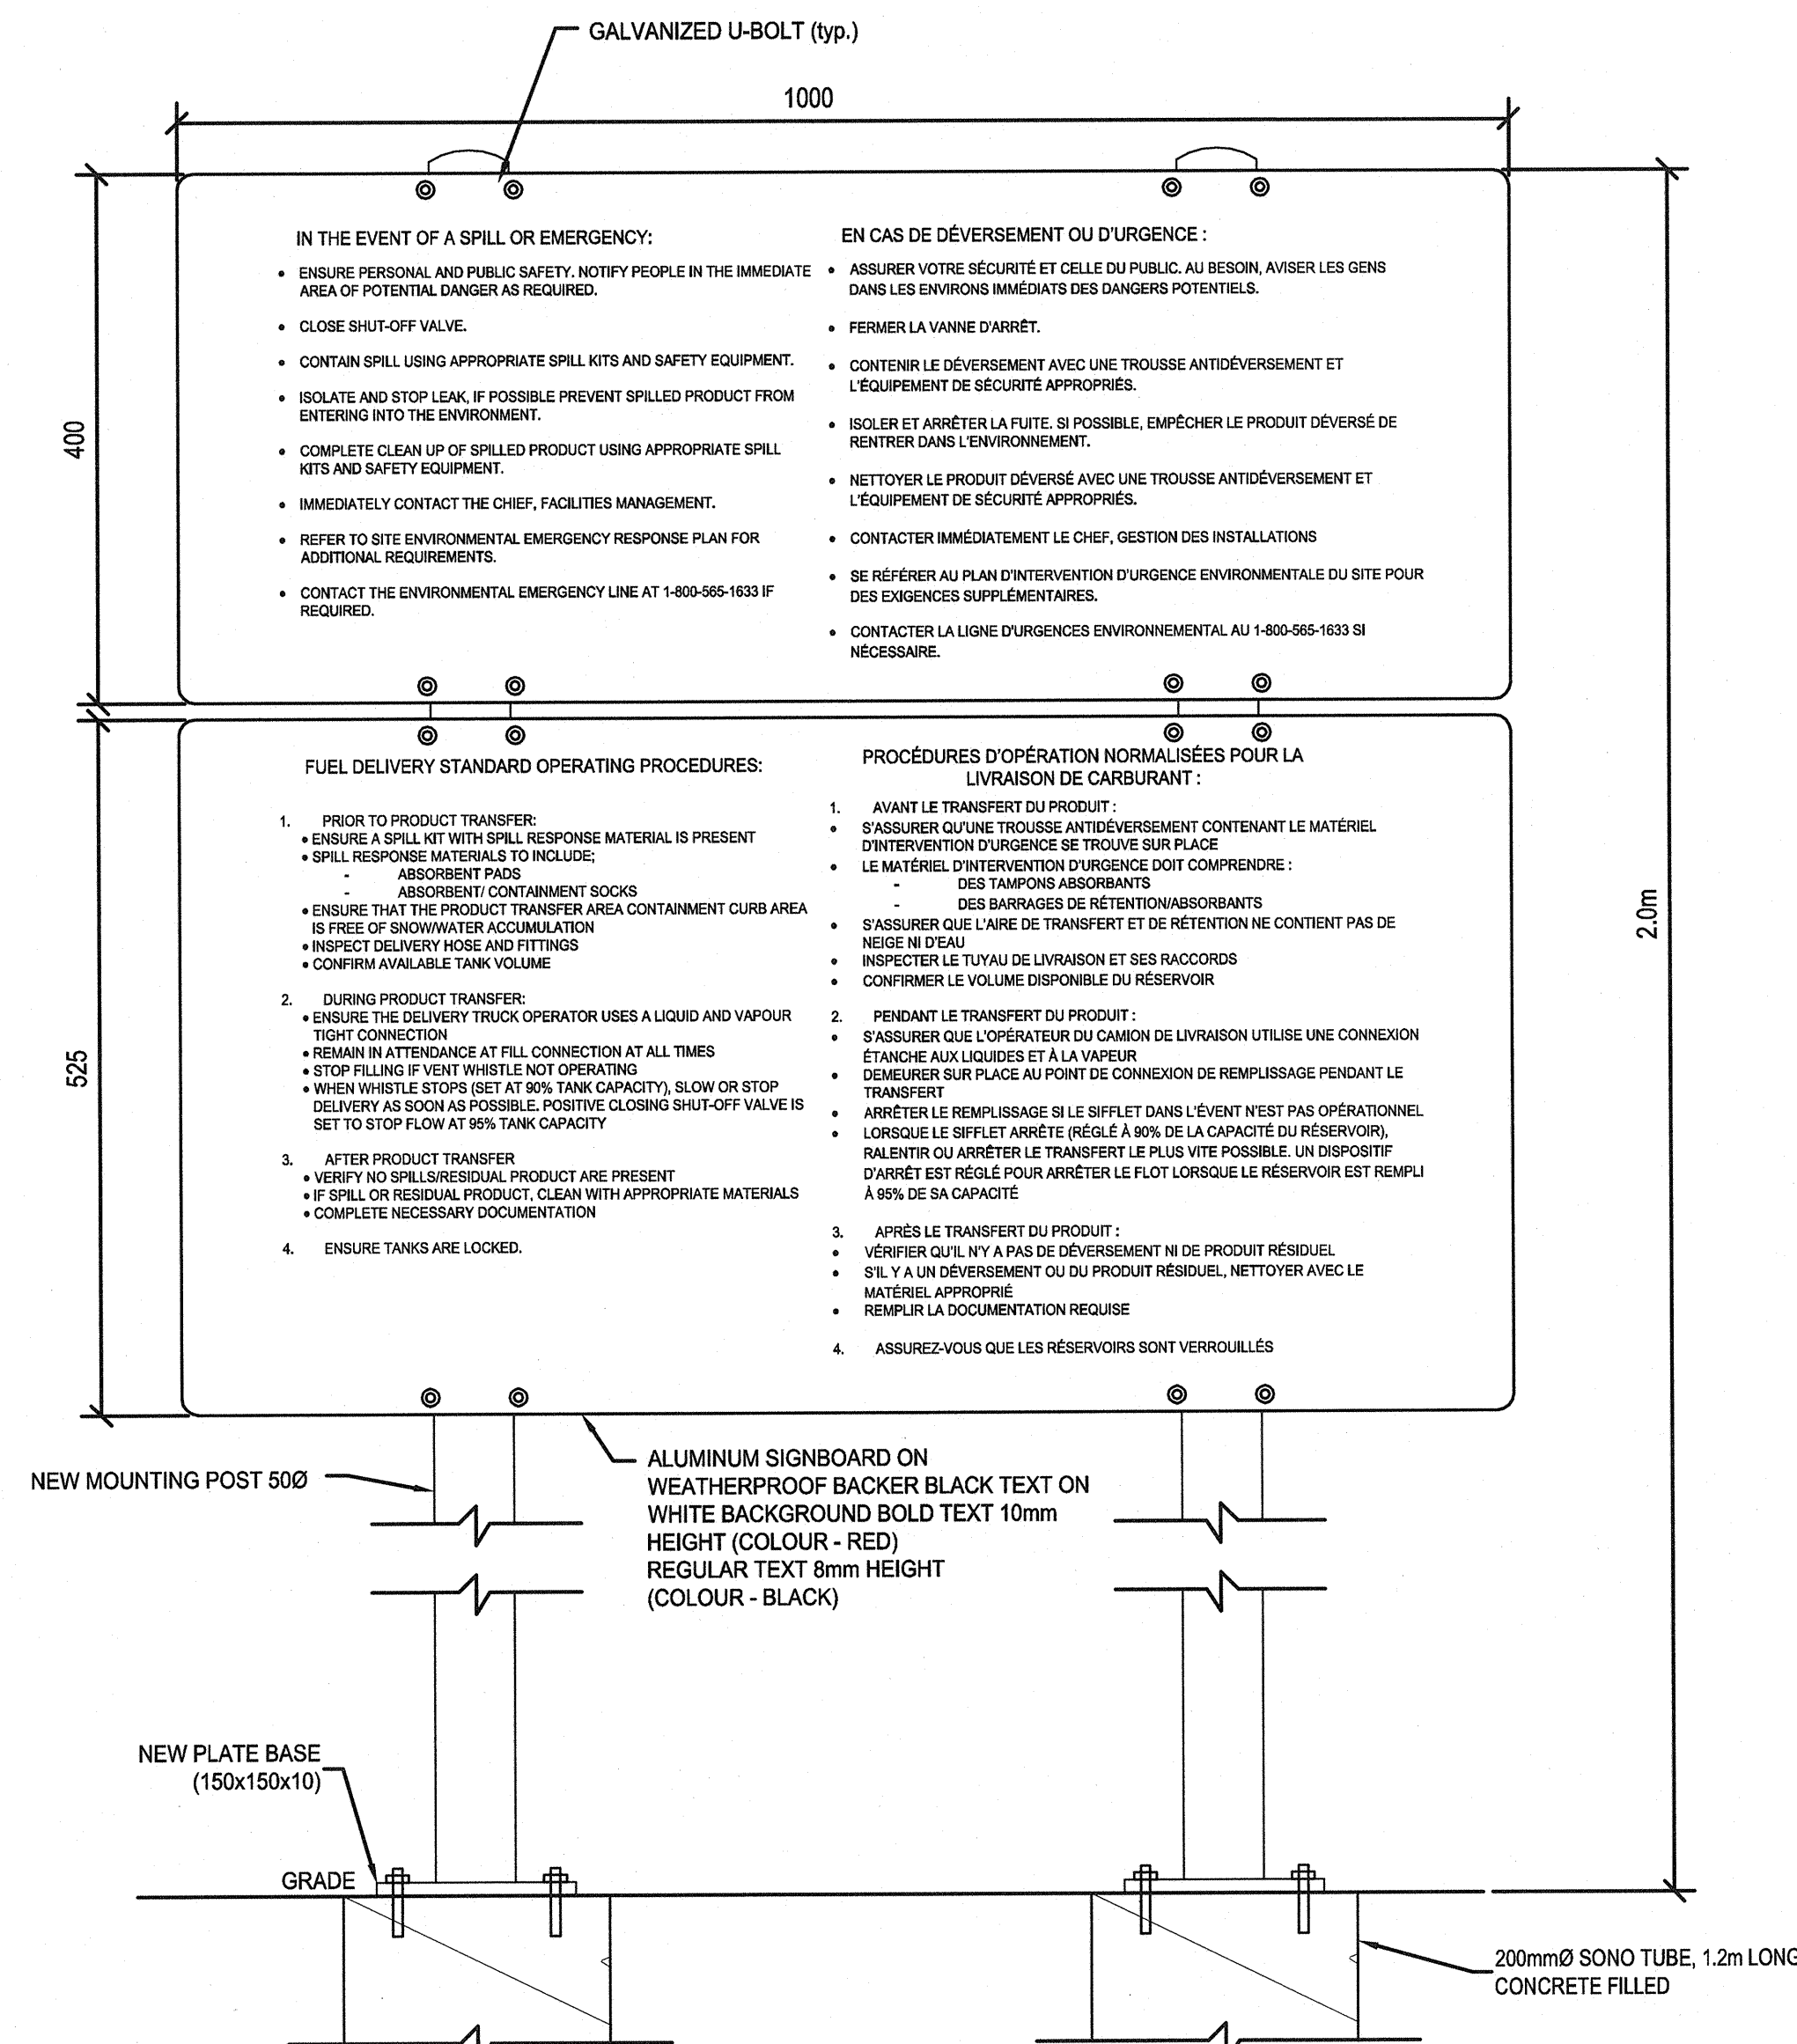 GALVANIZED U-BOLT (typ.)
1000
400
IN THE EVENT OF A SPILL OR EMERGENCY:
• ENSURE PERSONAL AND PUBLIC SAFETY. NOTIFY PEOPLE IN THE IMMEDIATE
AREA OF POTENTIAL DANGER AS REQUIRED.
• CLOSE SHUT-OFF VALVE.
• CONTAIN SPILL USING APPROPRIATE SPILL KITS AND SAFETY EQUIPMENT.
• ISOLATE AND STOP LEAK, IF POSSIBLE PREVENT SPILLED PRODUCT FROM
ENTERING INTO THE ENVIRONMENT.
• COMPLETE CLEAN UP OF SPILLED PRODUCT USING APPROPRIATE SPILL
KITS AND SAFETY EQUIPMENT.
• IMMEDIATELY CONTACT THE CHIEF, FACILITIES MANAGEMENT.
• REFER TO SITE ENVIRONMENTAL EMERGENCY RESPONSE PLAN FOR
ADDITIONAL REQUIREMENTS.
• CONTACT THE ENVIRONMENTAL EMERGENCY LINE AT 1-800-565-1633 IF
REQUIRED.
EN CAS DE DÉVERSEMENT OU D'URGENCE :
• ASSURER VOTRE SÉCURITÉ ET CELLE DU PUBLIC. AU BESOIN, AVISER LES GENS
DANS LES ENVIRONS IMMÉDIATS DES DANGERS POTENTIELS.
• FERMER LA VANNE D'ARRÊT.
• CONTENIR LE DÉVERSEMENT AVEC UNE TROUSSE ANTIDÉVERSEMENT ET
L'ÉQUIPEMENT DE SÉCURITÉ APPROPRIÉS.
• ISOLER ET ARRÊTER LA FUITE. SI POSSIBLE, EMPÊCHER LE PRODUIT DÉVERSÉ DE
RENTRER DANS L'ENVIRONNEMENT.
• NETTOYER LE PRODUIT DÉVERSÉ AVEC UNE TROUSSE ANTIDÉVERSEMENT ET
L'ÉQUIPEMENT DE SÉCURITÉ APPROPRIÉS.
• CONTACTER IMMÉDIATEMENT LE CHEF, GESTION DES INSTALLATIONS
• SE RÉFÉRER AU PLAN D'INTERVENTION D'URGENCE ENVIRONMENTALE DU SITE POUR
DES EXIGENCES SUPPLÉMENTAIRES.
• CONTACTER LA LIGNE D'URGENCES ENVIRONNEMENTAL AU 1-800-565-1633 SI
NÉCESSAIRE.
2.0m
525
FUEL DELIVERY STANDARD OPERATING PROCEDURES:
1. PRIOR TO PRODUCT TRANSFER:
• ENSURE A SPILL KIT WITH SPILL RESPONSE MATERIAL IS PRESENT
• SPILL RESPONSE MATERIALS TO INCLUDE;
- ABSORBENT PADS
- ABSORBENT/ CONTAINMENT SOCKS
• ENSURE THAT THE PRODUCT TRANSFER AREA CONTAINMENT CURB AREA
IS FREE OF SNOW/WATER ACCUMULATION
• INSPECT DELIVERY HOSE AND FITTINGS
• CONFIRM AVAILABLE TANK VOLUME
2. DURING PRODUCT TRANSFER:
• ENSURE THE DELIVERY TRUCK OPERATOR USES A LIQUID AND VAPOUR
TIGHT CONNECTION
• REMAIN IN ATTENDANCE AT FILL CONNECTION AT ALL TIMES
• STOP FILLING IF VENT WHISTLE NOT OPERATING
• WHEN WHISTLE STOPS (SET AT 90% TANK CAPACITY), SLOW OR STOP
DELIVERY AS SOON AS POSSIBLE. POSITIVE CLOSING SHUT-OFF VALVE IS
SET TO STOP FLOW AT 95% TANK CAPACITY
3. AFTER PRODUCT TRANSFER
• VERIFY NO SPILLS/RESIDUAL PRODUCT ARE PRESENT
• IF SPILL OR RESIDUAL PRODUCT, CLEAN WITH APPROPRIATE MATERIALS
• COMPLETE NECESSARY DOCUMENTATION
4. ENSURE TANKS ARE LOCKED.
PROCÉDURES D'OPÉRATION NORMALISÉES POUR LA
LIVRAISON DE CARBURANT :
1. AVANT LE TRANSFERT DU PRODUIT :
• S'ASSURER QU'UNE TROUSSE ANTIDÉVERSEMENT CONTENANT LE MATÉRIEL
D'INTERVENTION D'URGENCE SE TROUVE SUR PLACE
• LE MATÉRIEL D'INTERVENTION D'URGENCE DOIT COMPRENDRE :
- DES TAMPONS ABSORBANTS
- DES BARRAGES DE RÉTENTION/ABSORBANTS
• S'ASSURER QUE L'AIRE DE TRANSFERT ET DE RÉTENTION NE CONTIENT PAS DE
NEIGE NI D'EAU
• INSPECTER LE TUYAU DE LIVRAISON ET SES RACCORDS
• CONFIRMER LE VOLUME DISPONIBLE DU RÉSERVOIR
2. PENDANT LE TRANSFERT DU PRODUIT :
• S'ASSURER QUE L'OPÉRATEUR DU CAMION DE LIVRAISON UTILISE UNE CONNEXION
ÉTANCHE AUX LIQUIDES ET À LA VAPEUR
• DEMEURER SUR PLACE AU POINT DE CONNEXION DE REMPLISSAGE PENDANT LE
TRANSFERT
• ARRÊTER LE REMPLISSAGE SI LE SIFFLET DANS L'ÉVENT N'EST PAS OPÉRATIONNEL
• LORSQUE LE SIFFLET ARRÊTE (RÉGLÉ À 90% DE LA CAPACITÉ DU RÉSERVOIR),
RALENTIR OU ARRÊTER LE TRANSFERT LE PLUS VITE POSSIBLE. UN DISPOSITIF
D'ARRÊT EST RÉGLÉ POUR ARRÊTER LE FLOT LORSQUE LE RÉSERVOIR EST REMPLI
À 95% DE SA CAPACITÉ
3. APRÈS LE TRANSFERT DU PRODUIT :
• VÉRIFIER QU'IL N'Y A PAS DE DÉVERSEMENT NI DE PRODUIT RÉSIDUEL
• S'IL Y A UN DÉVERSEMENT OU DU PRODUIT RÉSIDUEL, NETTOYER AVEC LE
MATÉRIEL APPROPRIÉ
• REMPLIR LA DOCUMENTATION REQUISE
4. ASSUREZ-VOUS QUE LES RÉSERVOIRS SONT VERROUILLÉS
NEW MOUNTING POST 50Ø
ALUMINUM SIGNBOARD ON
WEATHERPROOF BACKER BLACK TEXT ON
WHITE BACKGROUND BOLD TEXT 10mm
HEIGHT (COLOUR - RED)
REGULAR TEXT 8mm HEIGHT
(COLOUR - BLACK)
NEW PLATE BASE
(150x150x10)
GRADE
200mmØ SONO TUBE, 1.2m LONG
CONCRETE FILLED